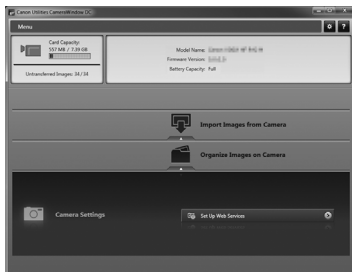 Canon Utilities CameraWindow DC
Menu
?
Card Capacity:
557 MB / 7.39 GB
Untransferred Images: 34/34
Model Name:
Firmware Version:
Battery Capacity: Full
Import Images from Camera
Organize Images on Camera
Camera Settings
Set Up Web Services